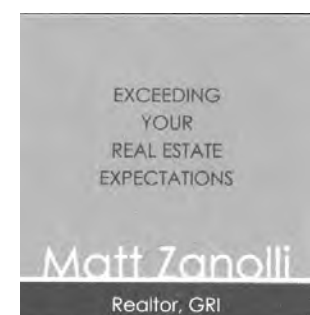 EXCEEDING
YOUR
REAL ESTATE
EXPECTATIONS
Matt Zanolli
Realtor, GRI